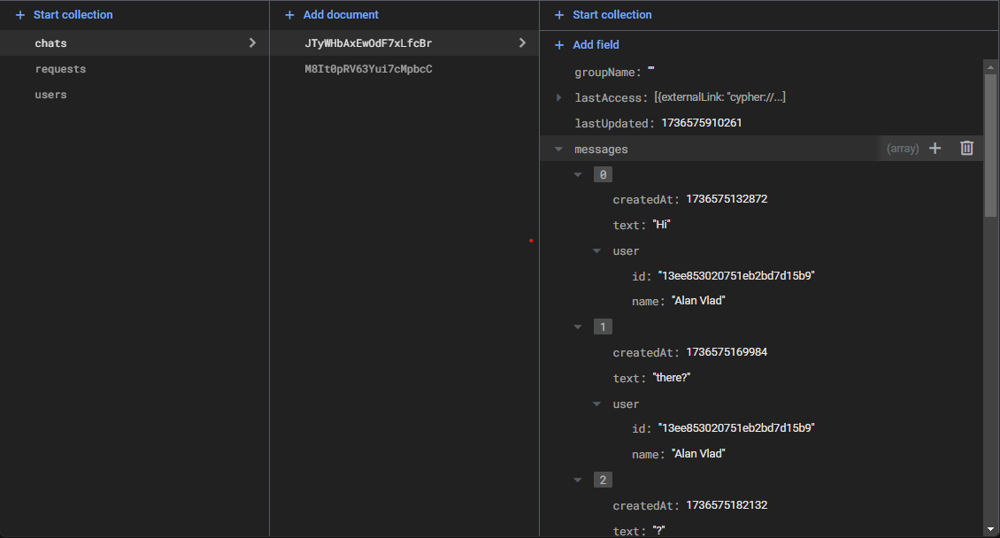 + Start collection
chats
requests
users
+ Add document
JTyWHbAxEwOdF7xLfcBr
M8It0pRV63Yui7cMpbcC
+ Start collection
+ Add field
groupName: ""
lastAccess: [{externalLink: "cypher://...]
lastUpdated: 1736575910261
messages (array)
0
createdAt: 1736575132872
text: "Hi"
user
id: "13ee853020751eb2bd7d15b9"
name: "Alan Vlad"
1
createdAt: 1736575169984
text: "there?"
user
id: "13ee853020751eb2bd7d15b9"
name: "Alan Vlad"
2
createdAt: 1736575182132
text: "?"